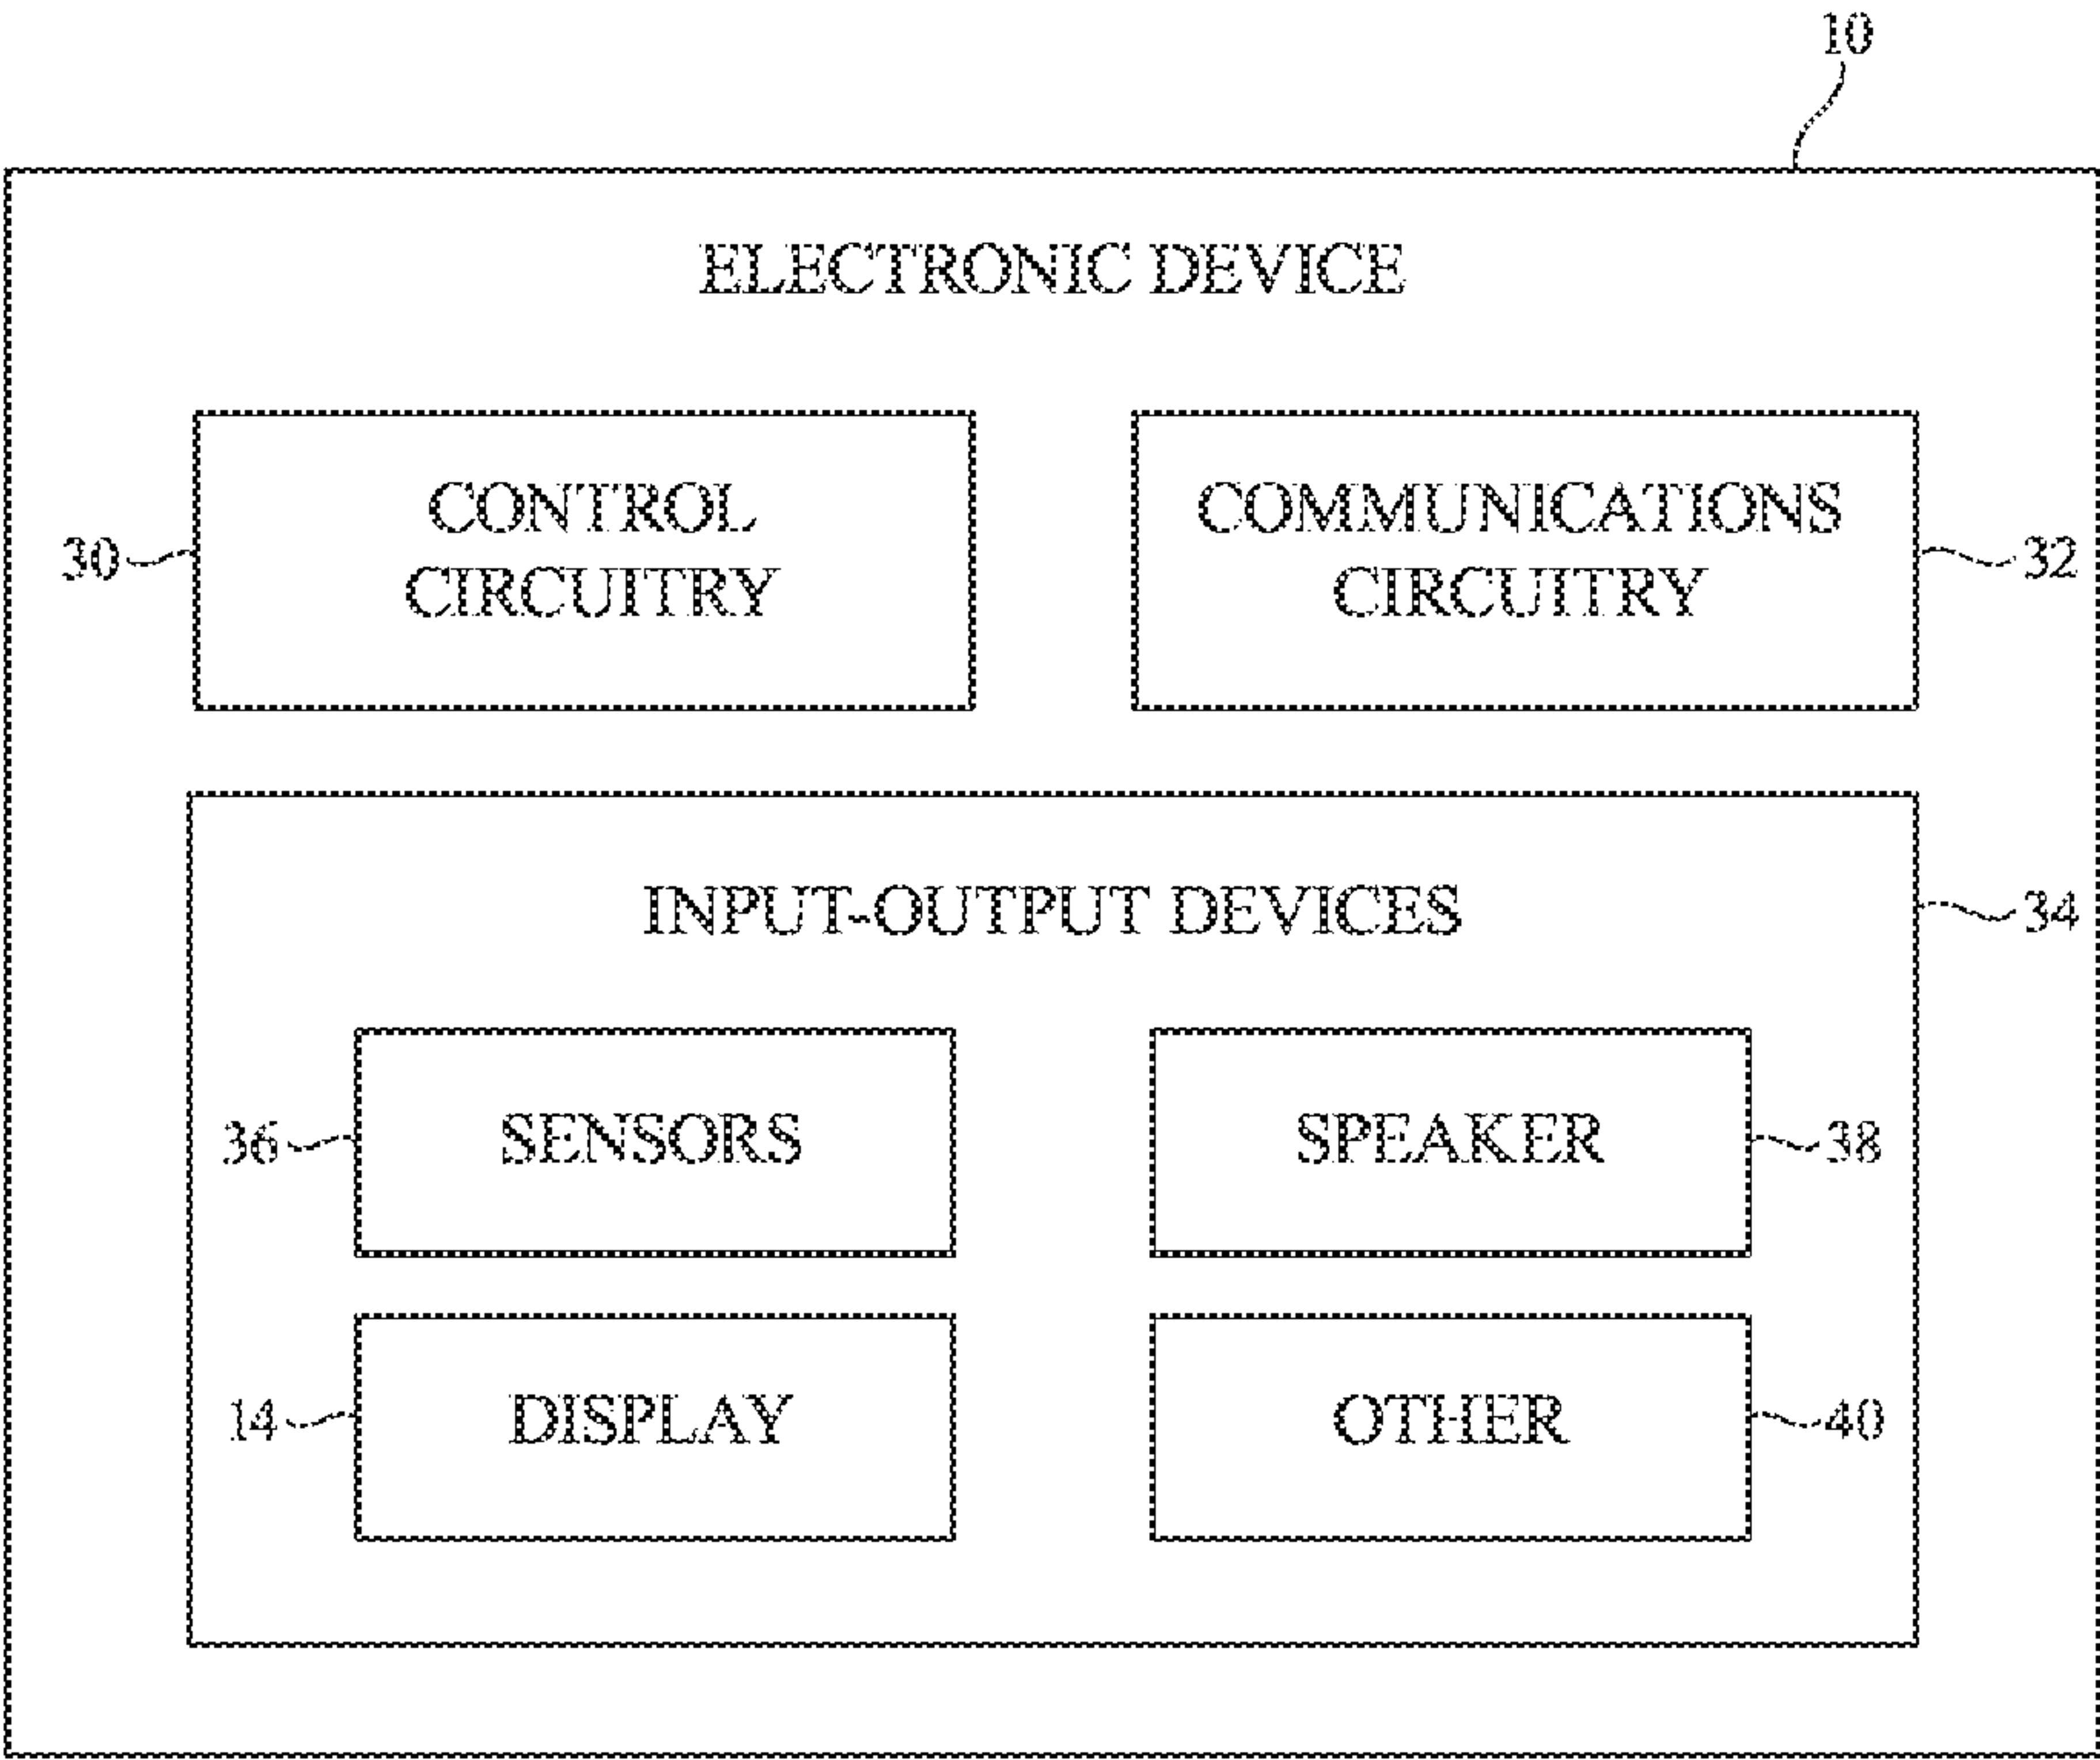 10
ELECTRONIC DEVICE
CONTROL
CIRCUITRY
30
COMMUNICATIONS
CIRCUITRY
32
INPUT-OUTPUT DEVICES
34
36
SENSORS
SPEAKER
38
14
DISPLAY
OTHER
40